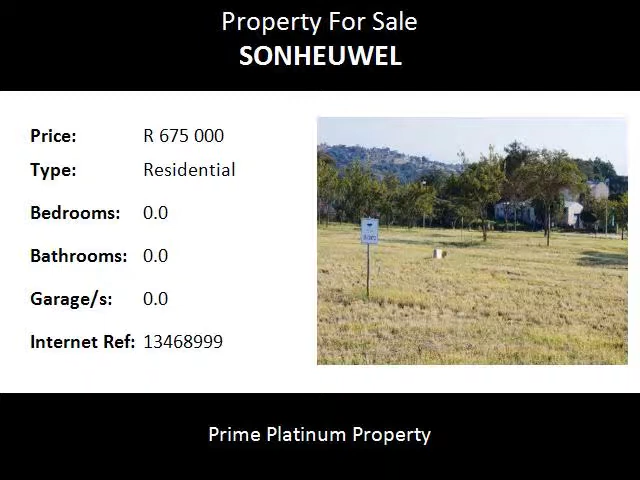 Property For Sale
SONHEUWEL
Price: R 675 000
Type: Residential
Bedrooms: 0.0
Bathrooms: 0.0
Garage/s: 0.0
Internet Ref: 13468999
Prime Platinum Property